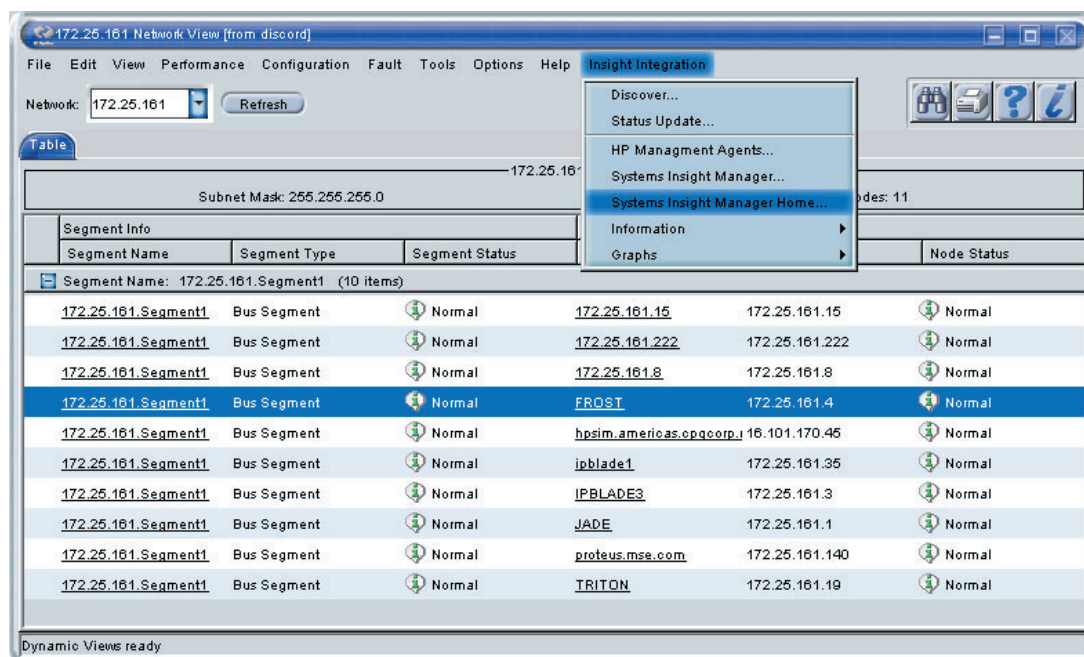 172.25.161 Network View [from discord]
File Edit View Performance Configuration Fault Tools Options Help Insight Integration
Network: 172.25.161 Refresh
Discover...
Status Update...
HP Managment Agents...
Systems Insight Manager...
Systems Insight Manager Home...
Information
Graphs
Table
172.25.16
Subnet Mask: 255.255.255.0 odes: 11
Segment Info
Segment Name Segment Type Segment Status Node Status
Segment Name: 172.25.161.Segment1 (10 items)
172.25.161.Segment1 Bus Segment Normal 172.25.161.15 172.25.161.15 Normal
172.25.161.Segment1 Bus Segment Normal 172.25.161.222 172.25.161.222 Normal
172.25.161.Segment1 Bus Segment Normal 172.25.161.8 172.25.161.8 Normal
172.25.161.Segment1 Bus Segment Normal FROST 172.25.161.4 Normal
172.25.161.Segment1 Bus Segment Normal hpsim.americas.cpqcorp. 16.101.170.45 Normal
172.25.161.Segment1 Bus Segment Normal ipblade1 172.25.161.35 Normal
172.25.161.Segment1 Bus Segment Normal IPBLADE3 172.25.161.3 Normal
172.25.161.Segment1 Bus Segment Normal JADE 172.25.161.1 Normal
172.25.161.Segment1 Bus Segment Normal proteus.mse.com 172.25.161.140 Normal
172.25.161.Segment1 Bus Segment Normal TRITON 172.25.161.19 Normal
Dynamic Views ready